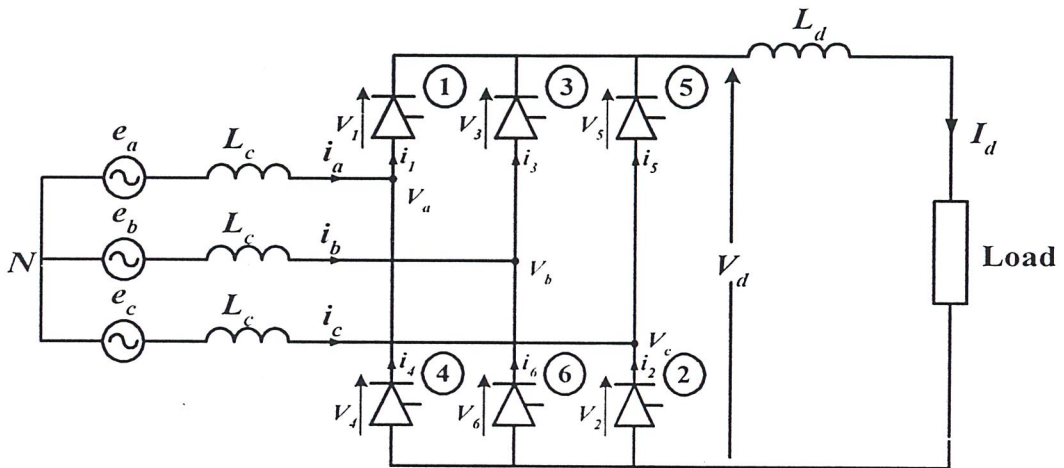 L_d
1 3 5
V_1 V_3 V_5
i_1 i_3 i_5
I_d
e_a L_c i_a
V_a
e_b L_c i_b
N V_b V_d Load
e_c L_c i_c
V_c
i_4 4 i_6 6 i_2 2
V_4 V_6 V_2